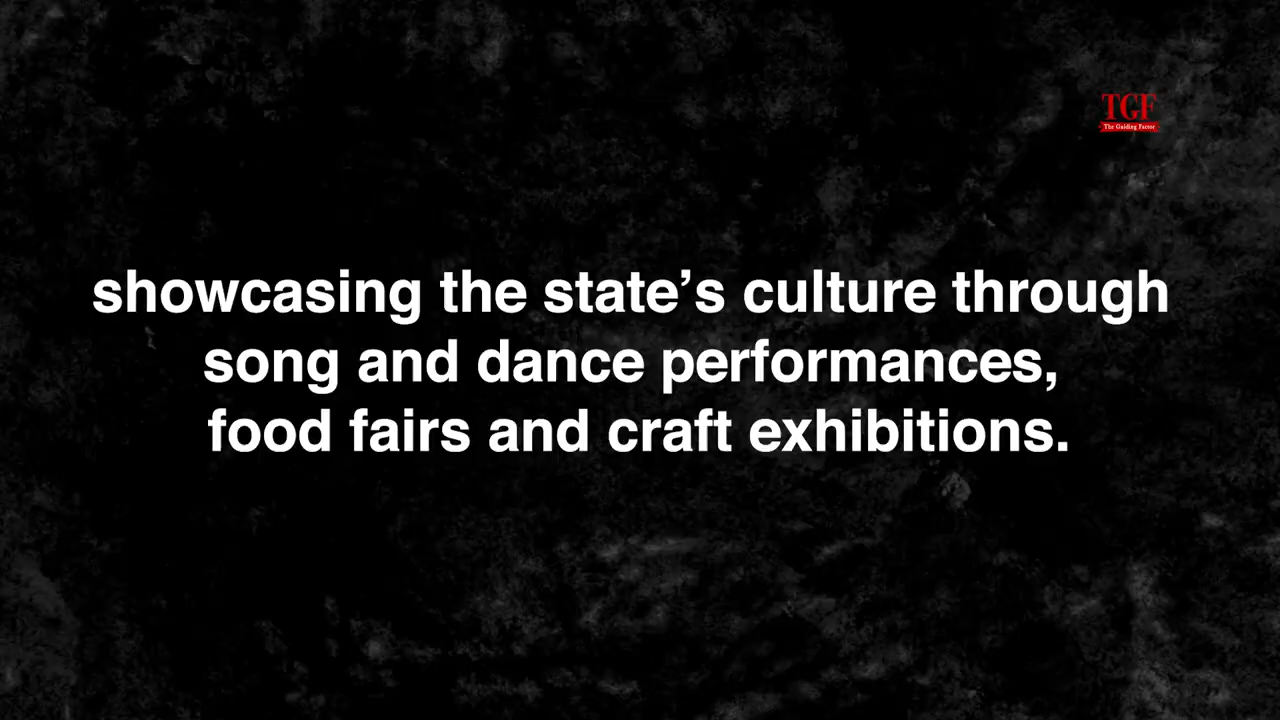 TGF
The Guiding Factor
showcasing the state’s culture through
song and dance performances,
food fairs and craft exhibitions.